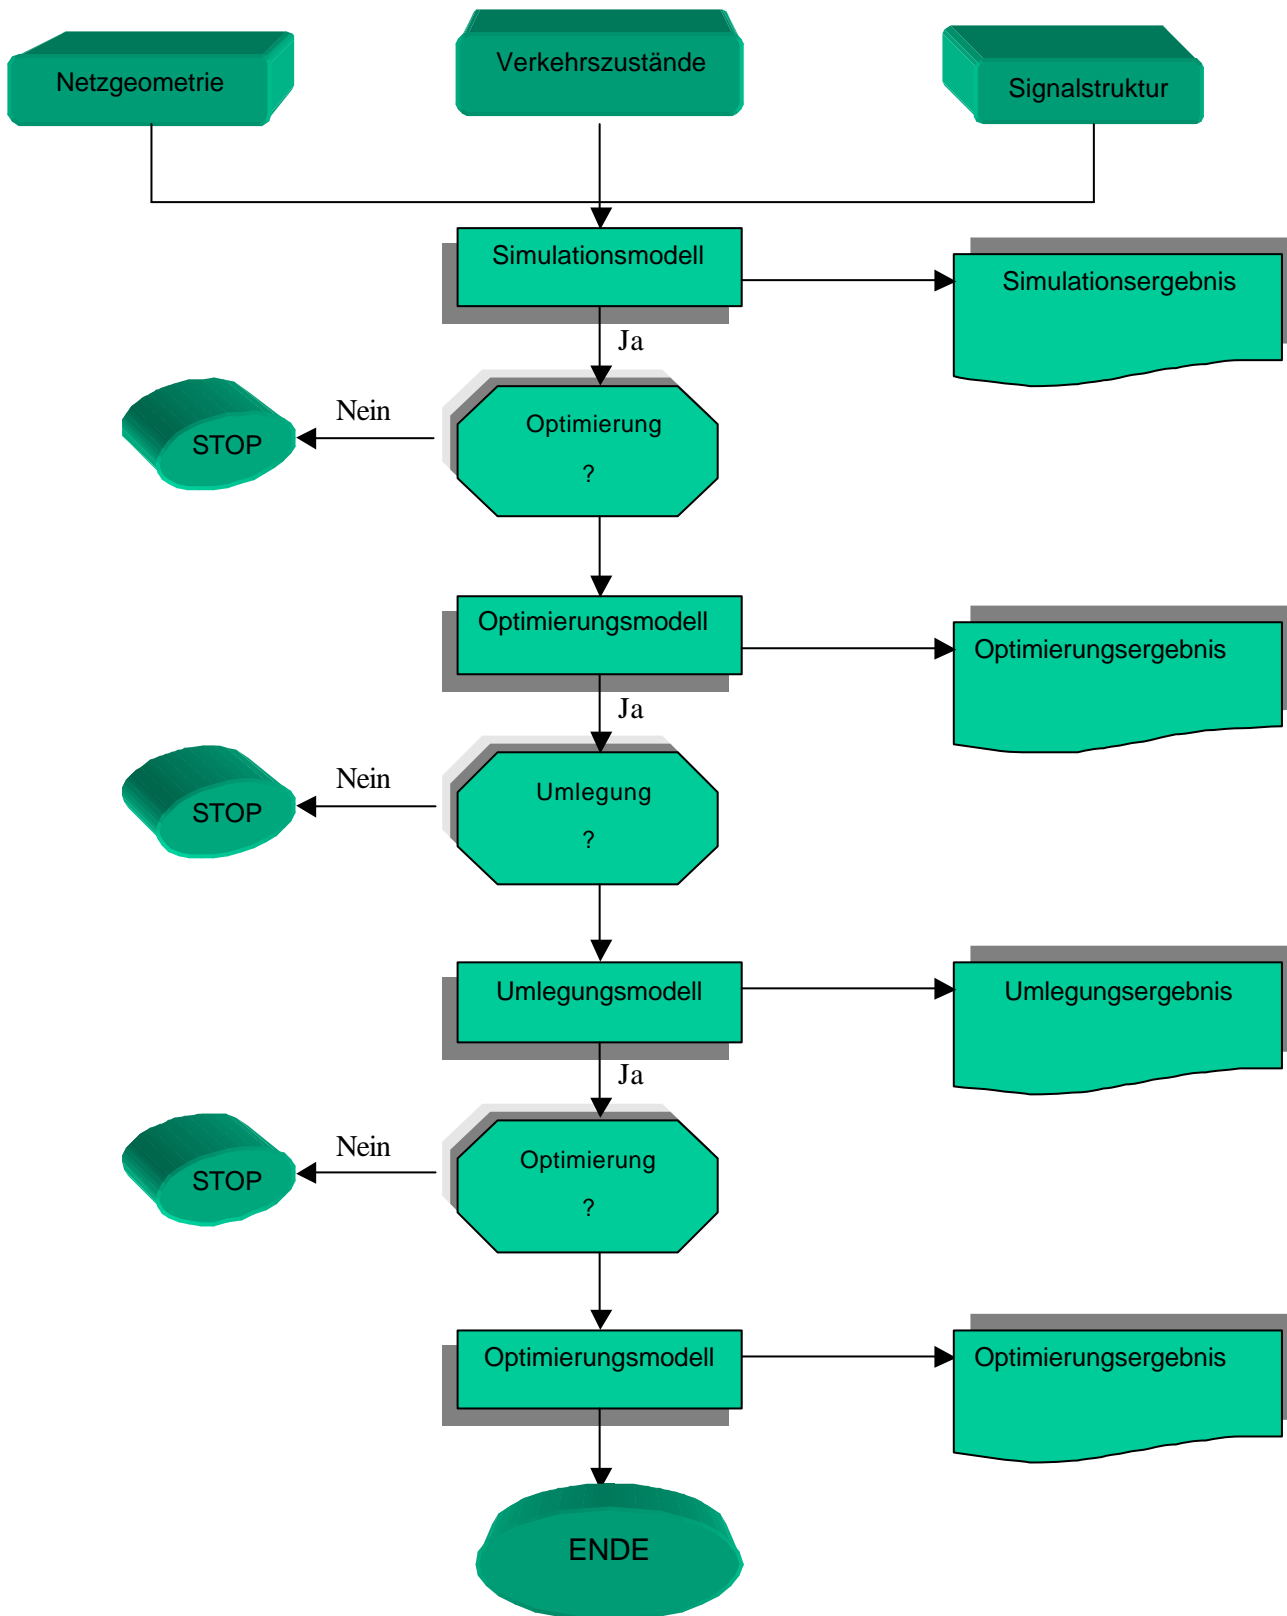 Netzgeometrie
Verkehrszustände
Signalstruktur
Simulationsmodell
Simulationsergebnis
Ja
Nein
STOP
Optimierung
?
Optimierungsmodell
Optimierungsergebnis
Ja
Nein
STOP
Umlegung
?
Umlegungsmodell
Umlegungsergebnis
Ja
Nein
STOP
Optimierung
?
Optimierungsmodell
Optimierungsergebnis
ENDE